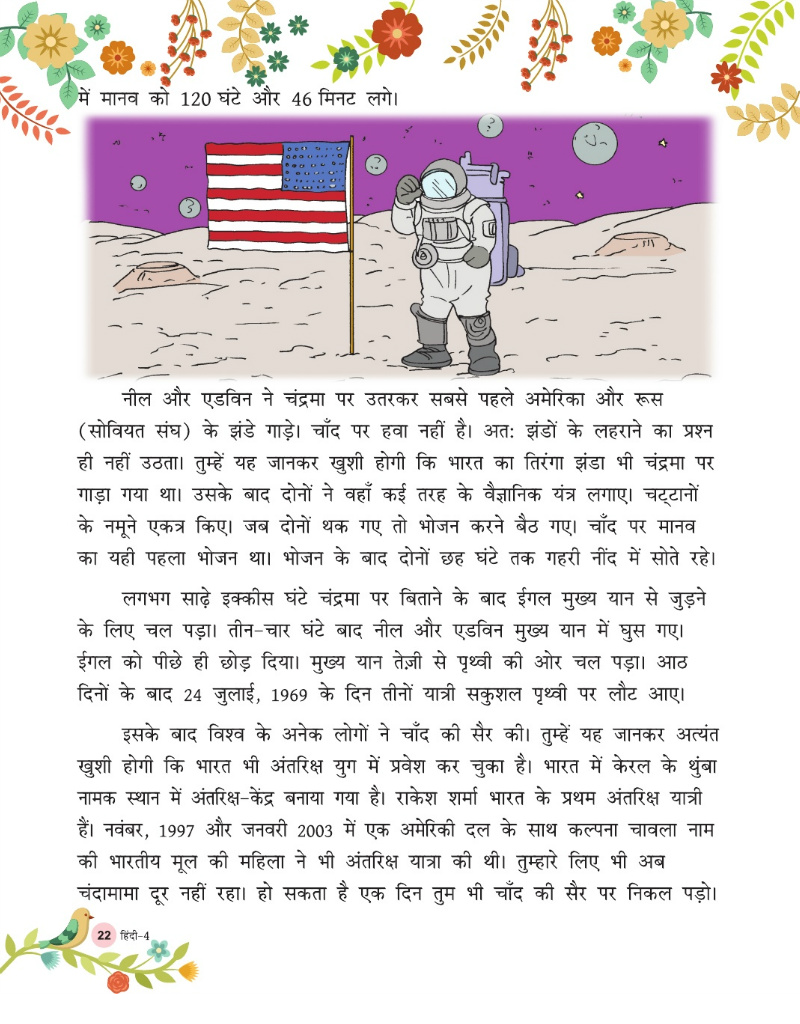 में मानव को 120 घंटे और 46 मिनट लगे।
नील और एडविन ने चंद्रमा पर उतरकर सबसे पहले अमेरिका और रूस
(सोवियत संघ) के झंडे गाड़े। चाँद पर हवा नहीं है। अत: झंडों के लहराने का प्रश्न
ही नहीं उठता। तुम्हें यह जानकर खुशी होगी कि भारत का तिरंगा झंडा भी चंद्रमा पर
गाड़ा गया था। उसके बाद दोनों ने वहाँ कई तरह के वैज्ञानिक यंत्र लगाए। चट्टानों
के नमूने एकत्र किए। जब दोनों थक गए तो भोजन करने बैठ गए। चाँद पर मानव
का यही पहला भोजन था। भोजन के बाद दोनों छह घंटे तक गहरी नींद में सोते रहे।
लगभग साढ़े इक्कीस घंटे चंद्रमा पर बिताने के बाद ईगल मुख्य यान से जुड़ने
के लिए चल पड़ा। तीन-चार घंटे बाद नील और एडविन मुख्य यान में घुस गए।
ईगल को पीछे ही छोड़ दिया। मुख्य यान तेज़ी से पृथ्वी की ओर चल पड़ा। आठ
दिनों के बाद 24 जुलाई, 1969 के दिन तीनों यात्री सकुशल पृथ्वी पर लौट आए।
इसके बाद विश्व के अनेक लोगों ने चाँद की सैर की। तुम्हें यह जानकर अत्यंत
खुशी होगी कि भारत भी अंतरिक्ष युग में प्रवेश कर चुका है। भारत में केरल के थुंबा
नामक स्थान में अंतरिक्ष-केंद्र बनाया गया है। राकेश शर्मा भारत के प्रथम अंतरिक्ष यात्री
हैं। नवंबर, 1997 और जनवरी 2003 में एक अमेरिकी दल के साथ कल्पना चावला नाम
की भारतीय मूल की महिला ने भी अंतरिक्ष यात्रा की थी। तुम्हारे लिए भी अब
चंदामामा दूर नहीं रहा। हो सकता है एक दिन तुम भी चाँद की सैर पर निकल पड़ो।
22 हिंदी-4